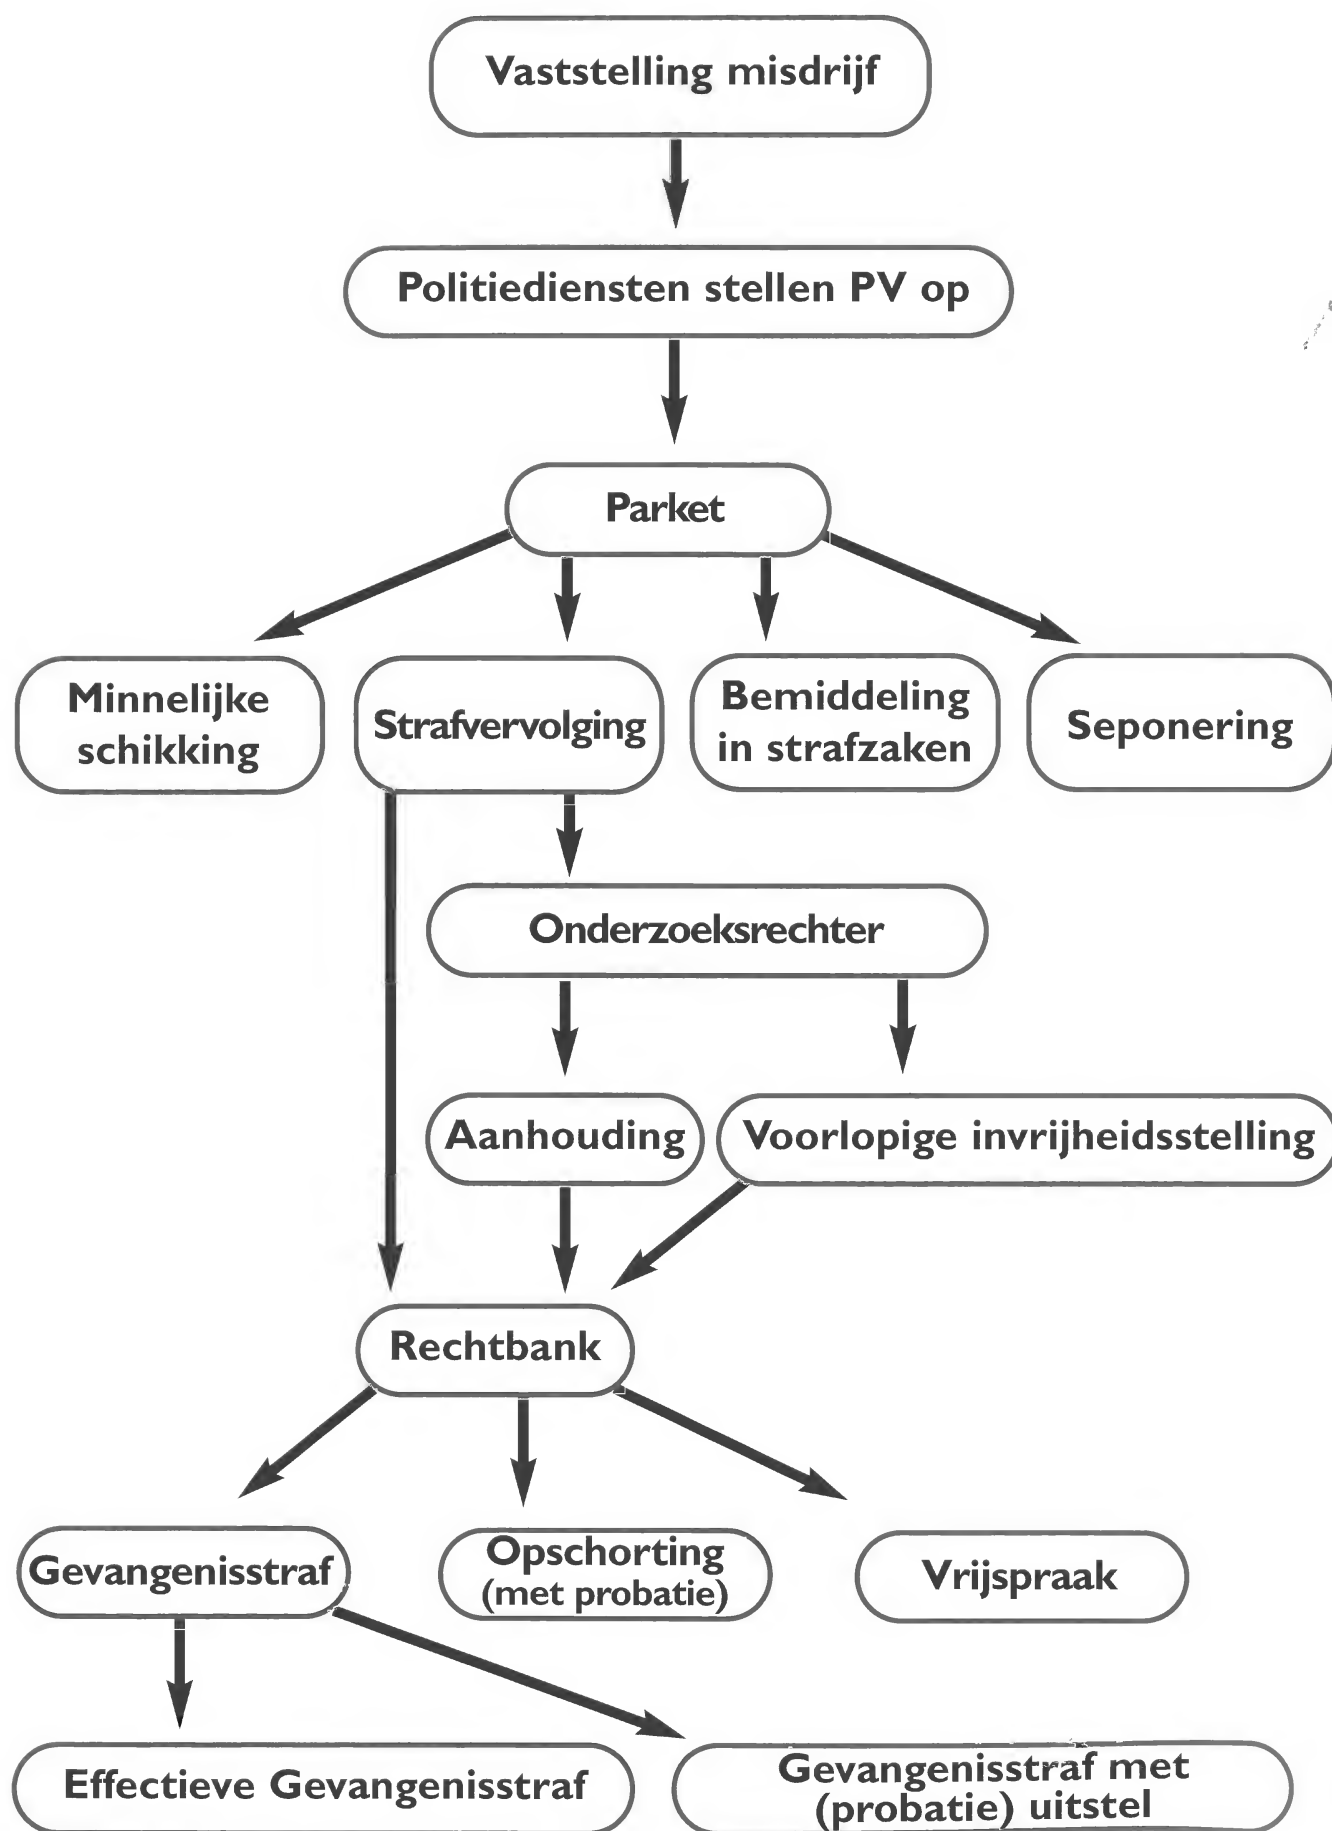 Vaststelling misdrijf
Politiediensten stellen PV op
Parket
Minnelijke
schikking
Strafvervolging
Bemiddeling
in strafzaken
Seponering
Onderzoeksrechter
Aanhouding
Voorlopige invrijheidsstelling
Rechtbank
Gevangenisstraf
Opschorting
(met probatie)
Vrijspraak
Effectieve Gevangenisstraf
Gevangenisstraf met
(probatie) uitstel